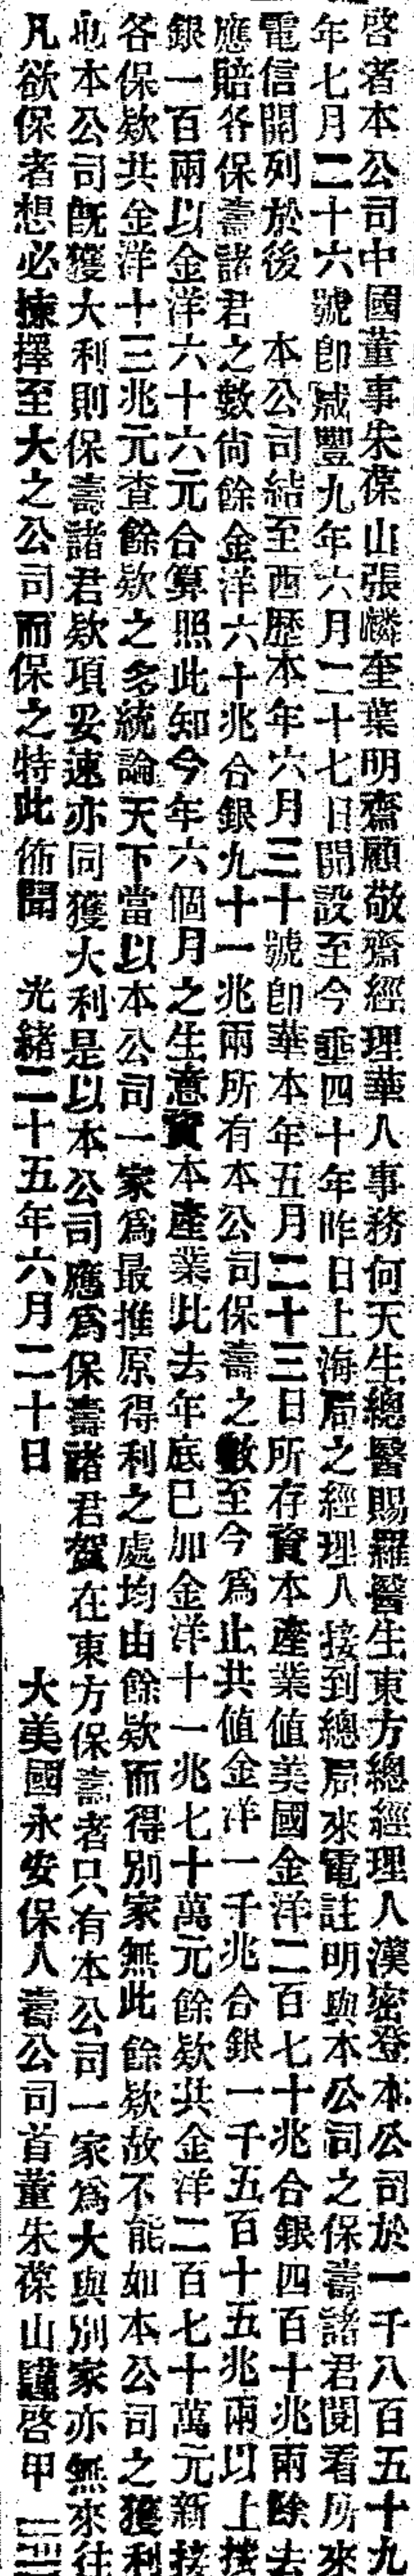 啓者本公司中國董事朱葆山張麟奎葉明齋顧敬齋經理華人事務何天生總醫賜羅醫生東方總經理人漢密登本公司於一千八百五十九
年七月二十六號卽咸豐九年六月二十七日開設至今垂四十年昨日上海局之經理人接到總局來電註明與本公司之保壽諸君閱看所來
電信開列於後　本公司結至西歷本年六月三十號卽華本年五月二十三日所存資本產業值美國金洋二百七十兆合銀四百十兆兩除去
應賠各保壽諸君之數尙餘金洋六十兆合銀九十一兆兩所有本公司保壽之數至今爲止共值金洋一千兆合銀一千五百十五兆兩以上按
銀一百兩以金洋六十六元合算照此知今年六個月之生意資本產業比去年底已加金洋十一兆七十萬元餘欵共金洋二百七十萬元新接
各保欵共金洋十三兆元查餘欵之多統論天下當以本公司一家爲最推原得利之處均由餘欵而得別家無此餘欵故不能如本公司之獲利
也本公司旣獲大利則保壽諸君欵項妥速亦同獲大利是以本公司應爲保壽諸君賀在東方保壽者只有本公司一家爲大與別家亦無來往
凡欲保者想必揀擇至大之公司而保之特此佈聞　光緒二十五年六月二十日　　大美國永安保人壽公司首董朱葆山謹啓甲